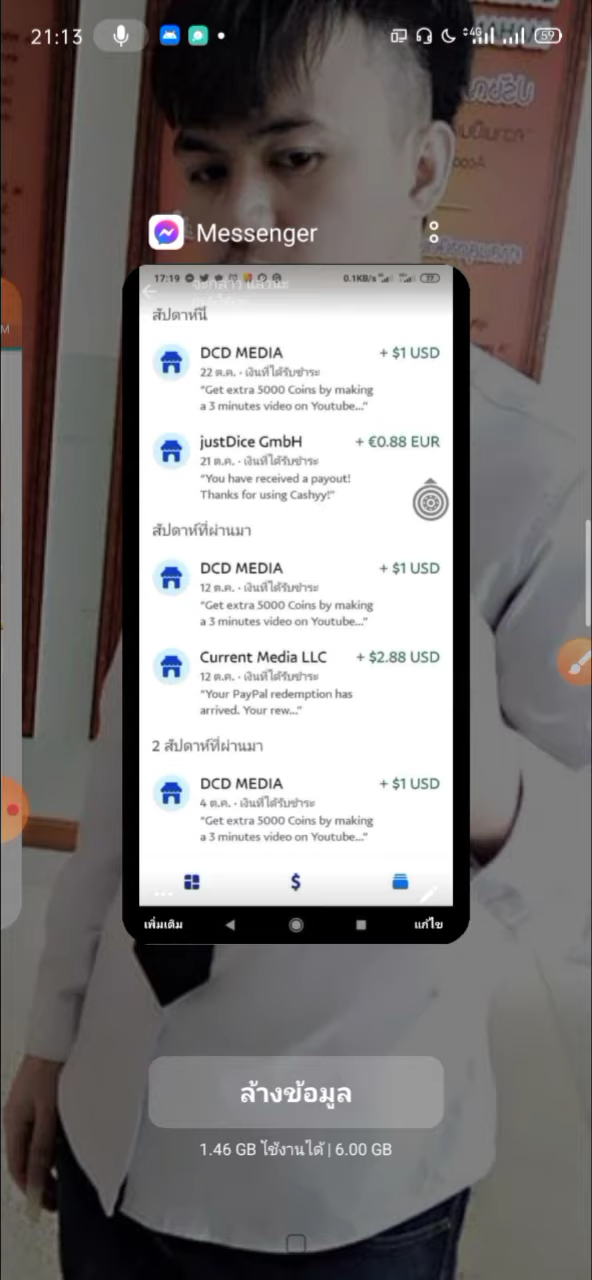 21:13
4G
59
Messenger
17:19
0.1KB/s
สัปดาห์นี้
DCD MEDIA
+ $1 USD
22 ต.ค. · เงินที่ได้รับชำระ
"Get extra 5000 Coins by making
a 3 minutes video on Youtube..."
justDice GmbH
+ €0.88 EUR
21 ต.ค. · เงินที่ได้รับชำระ
"You have received a payout!
Thanks for using Cashyy!"
สัปดาห์ที่ผ่านมา
DCD MEDIA
+ $1 USD
12 ต.ค. · เงินที่ได้รับชำระ
"Get extra 5000 Coins by making
a 3 minutes video on Youtube..."
Current Media LLC
+ $2.88 USD
12 ต.ค. · เงินที่ได้รับชำระ
"Your PayPal redemption has
arrived. Your rew..."
2 สัปดาห์ที่ผ่านมา
DCD MEDIA
+ $1 USD
4 ต.ค. · เงินที่ได้รับชำระ
"Get extra 5000 Coins by making
a 3 minutes video on Youtube..."
เพิ่มเติม
แก้ไข
ล้างข้อมูล
1.46 GB ใช้งานได้ | 6.00 GB